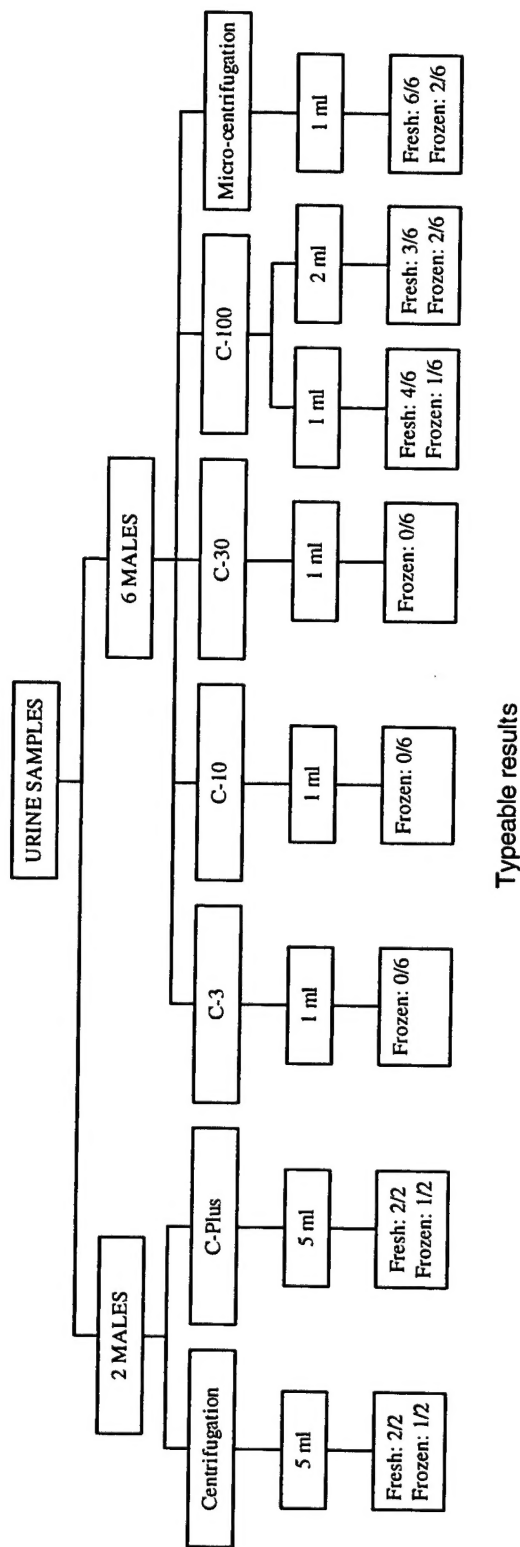 URINE SAMPLES
2 MALES
6 MALES
Centrifugation
C-Plus
C-3
C-10
C-30
C-100
Micro-centrifugation
5 ml
5 ml
1 ml
1 ml
1 ml
1 ml
2 ml
1 ml
Fresh: 2/2
Frozen: 1/2
Fresh: 2/2
Frozen: 1/2
Frozen: 0/6
Frozen: 0/6
Frozen: 0/6
Fresh: 4/6
Frozen: 1/6
Fresh: 3/6
Frozen: 2/6
Fresh: 6/6
Frozen: 2/6
Typeable results